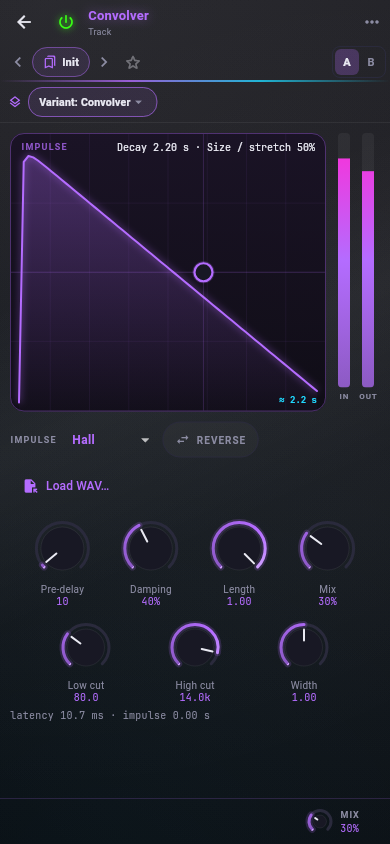 Convolver
Track
Init
A B
Variant: Convolver
IMPULSE Decay 2.20 s · Size / stretch 50%
≈ 2.2 s
IN OUT
IMPULSE Hall REVERSE
Load WAV…
Pre-delay Damping Length Mix
10 40% 1.00 30%
Low cut High cut Width
80.0 14.0k 1.00
latency 10.7 ms · impulse 0.00 s
MIX
30%